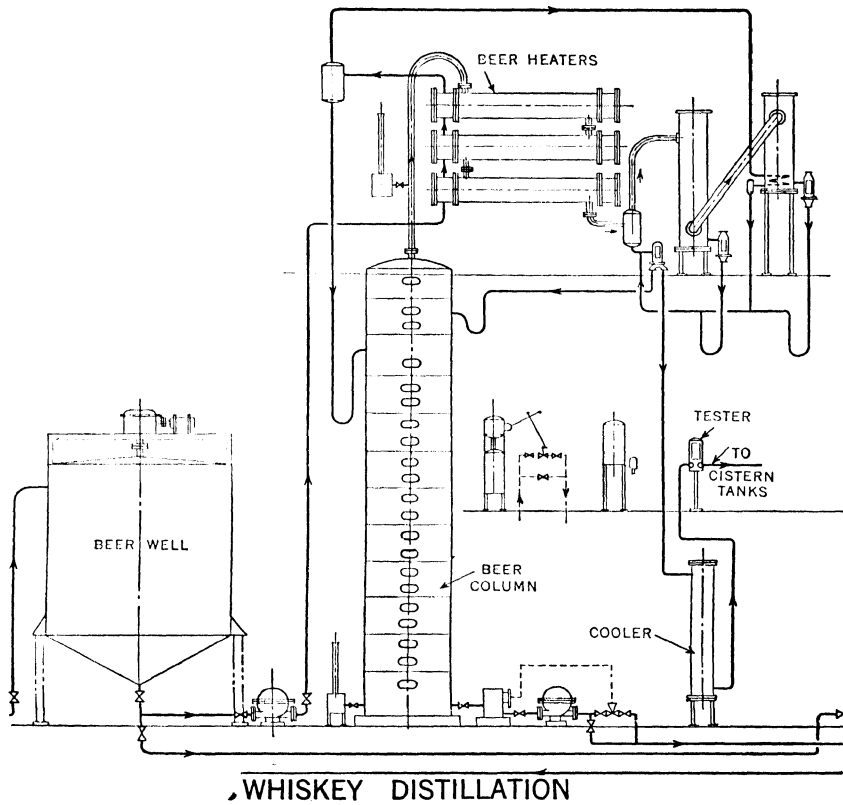 BEER HEATERS
TESTER
TO
CISTERN
TANKS
BEER WELL
BEER
COLUMN
COOLER
WHISKEY DISTILLATION